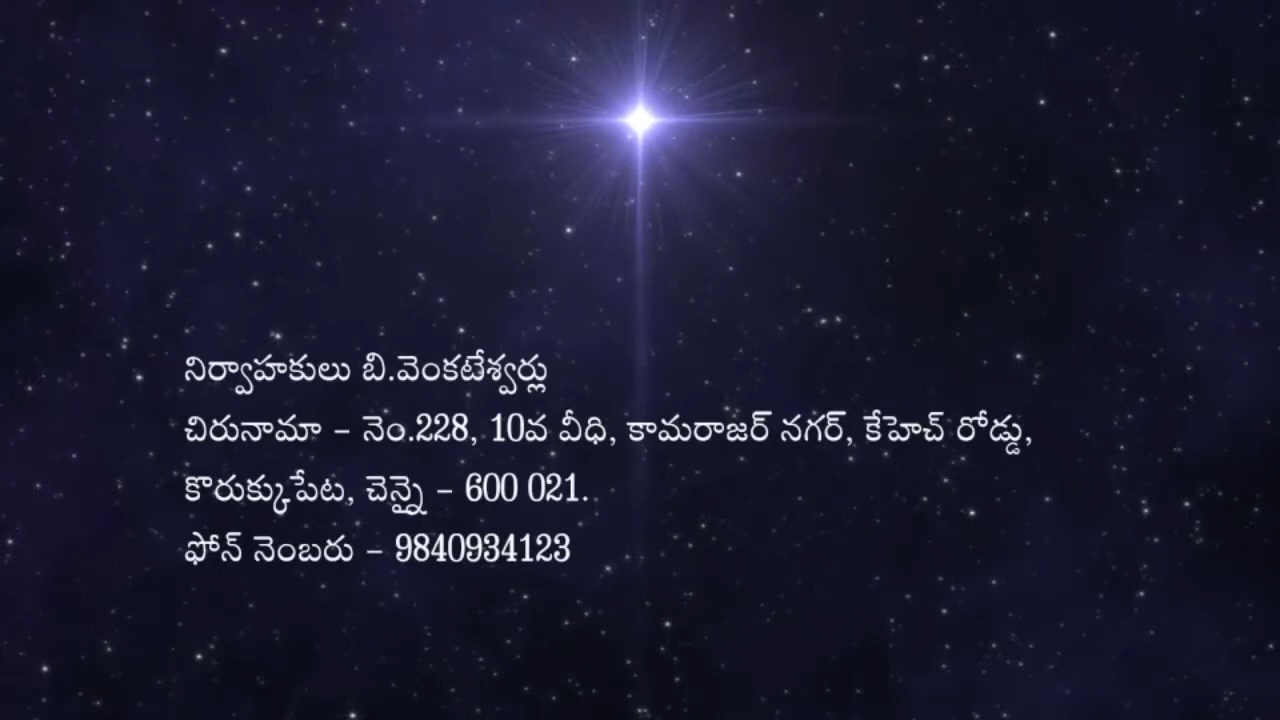 నిర్వాహకులు బి.వెంకటేశ్వర్లు
చిరునామా – నెం.228, 10వ వీధి, కామరాజర్ నగర్, కేహెచ్ రోడ్డు,
కొరుక్కుపేట, చెన్నై – 600 021.
ఫోన్ నెంబరు – 9840934123